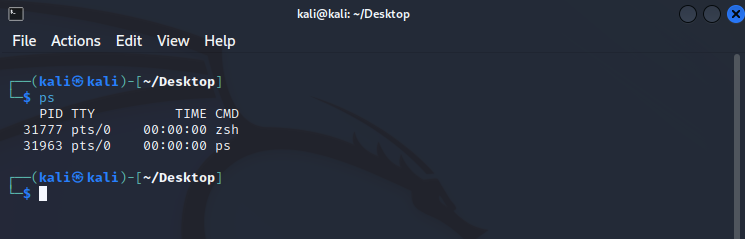 kali@kali: ~/Desktop
File Actions Edit View Help
┌──(kali㉿kali)-[~/Desktop]
└─$ ps
    PID TTY          TIME CMD
  31777 pts/0    00:00:00 zsh
  31963 pts/0    00:00:00 ps
┌──(kali㉿kali)-[~/Desktop]
└─$